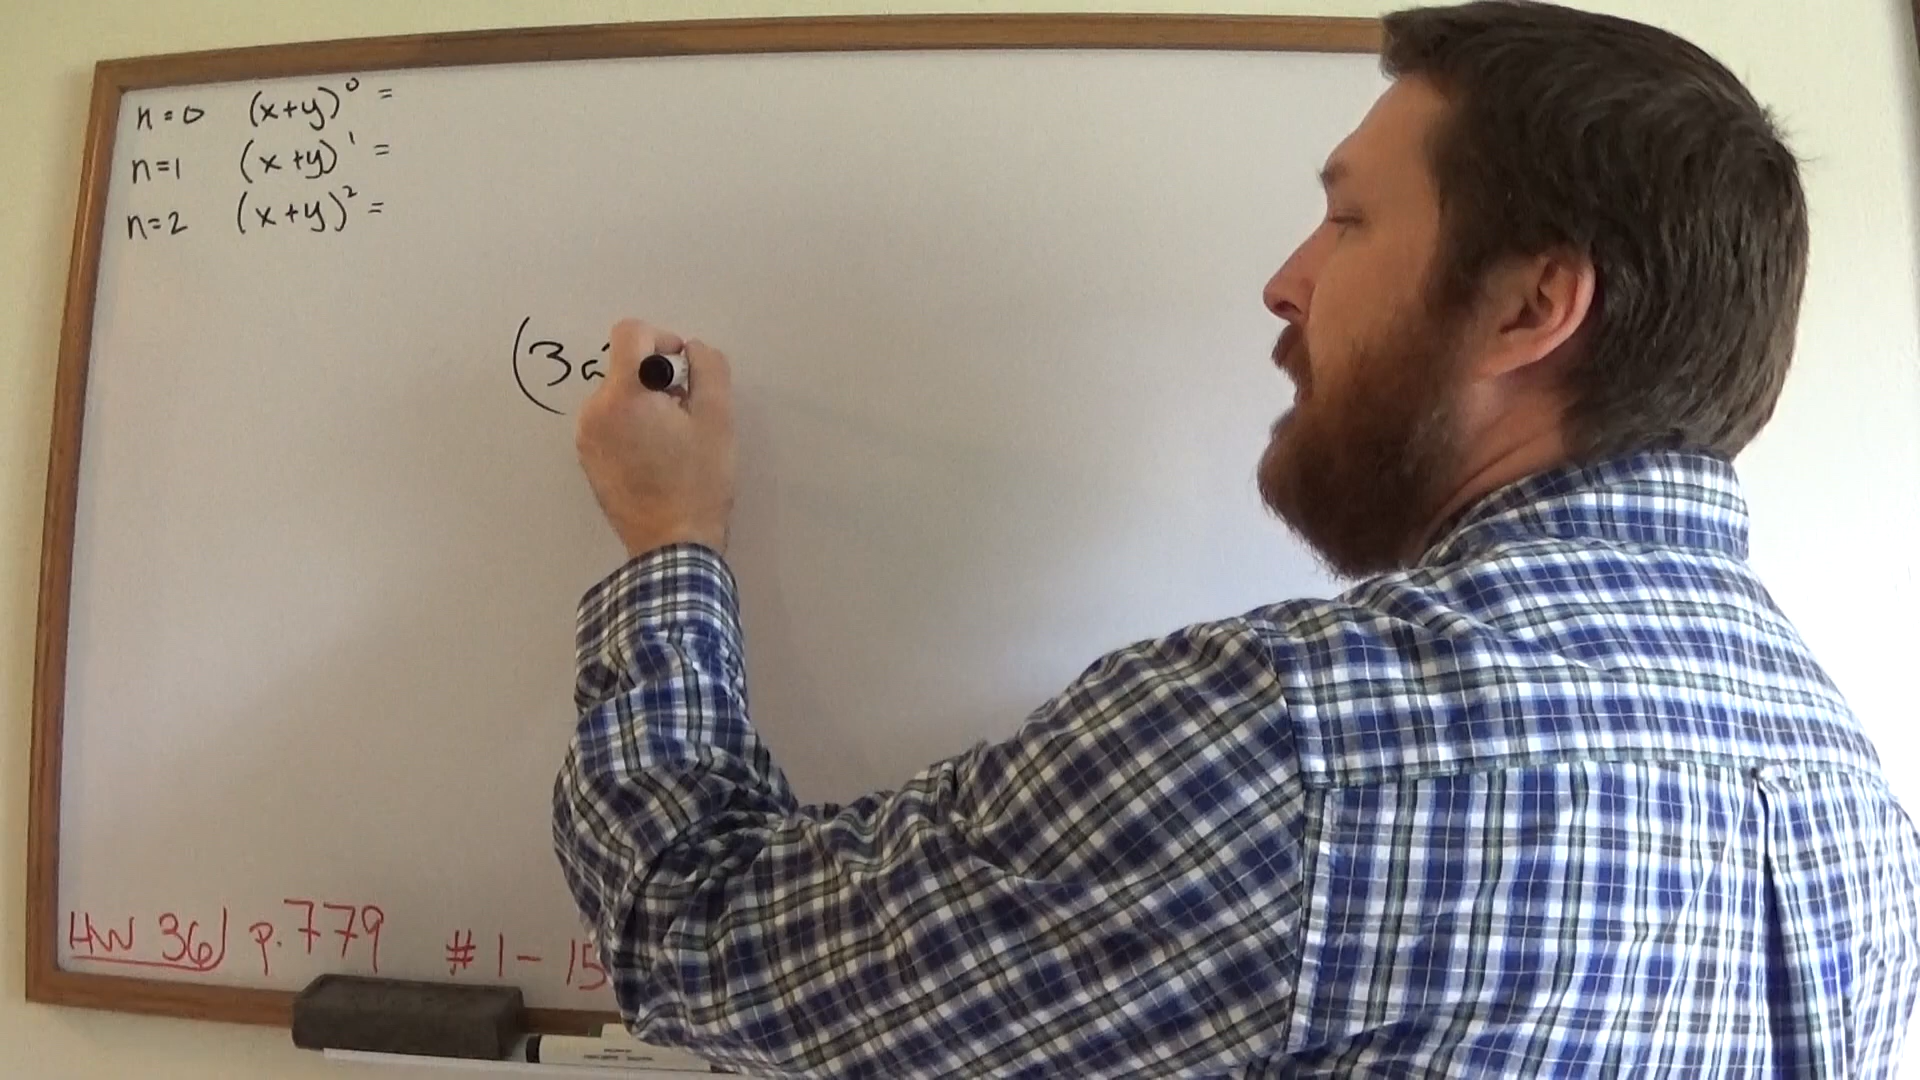 n=0 (x+y)⁰ =
n=1 (x+y)¹ =
n=2 (x+y)² =
(3a
HW 36) p.779 #1-15